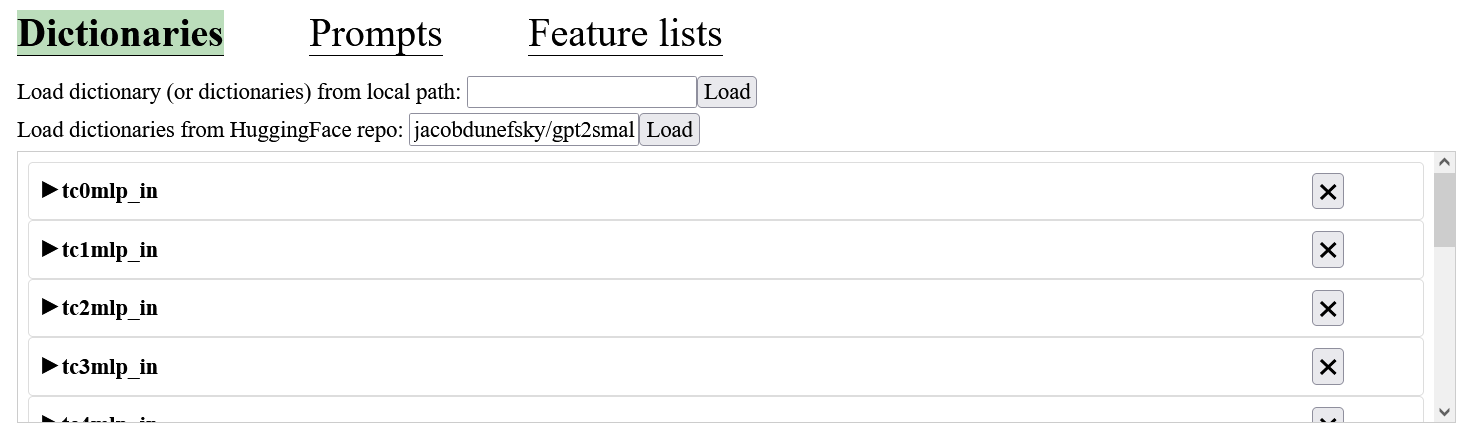 Dictionaries Prompts Feature lists
Load dictionary (or dictionaries) from local path: Load
Load dictionaries from HuggingFace repo: jacobdunefsky/gpt2smal Load
tc0mlp_in
tc1mlp_in
tc2mlp_in
tc3mlp_in